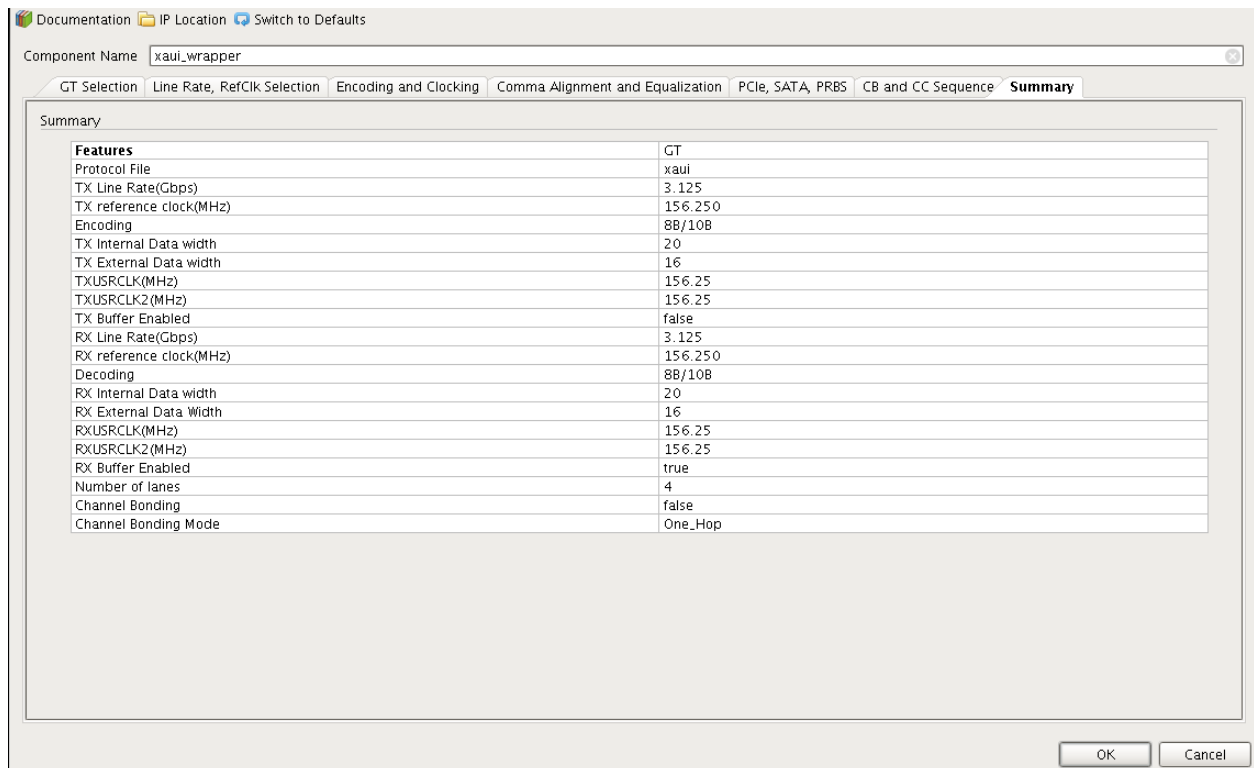 Documentation IP Location Switch to Defaults
Component Name xaui_wrapper
GT Selection Line Rate, RefClk Selection Encoding and Clocking Comma Alignment and Equalization PCIe, SATA, PRBS CB and CC Sequence Summary
Summary
Features GT
Protocol File xaui
TX Line Rate(Gbps) 3.125
TX reference clock(MHz) 156.250
Encoding 8B/10B
TX Internal Data width 20
TX External Data width 16
TXUSRCLK(MHz) 156.25
TXUSRCLK2(MHz) 156.25
TX Buffer Enabled false
RX Line Rate(Gbps) 3.125
RX reference clock(MHz) 156.250
Decoding 8B/10B
RX Internal Data width 20
RX External Data Width 16
RXUSRCLK(MHz) 156.25
RXUSRCLK2(MHz) 156.25
RX Buffer Enabled true
Number of lanes 4
Channel Bonding false
Channel Bonding Mode One_Hop
OK Cancel